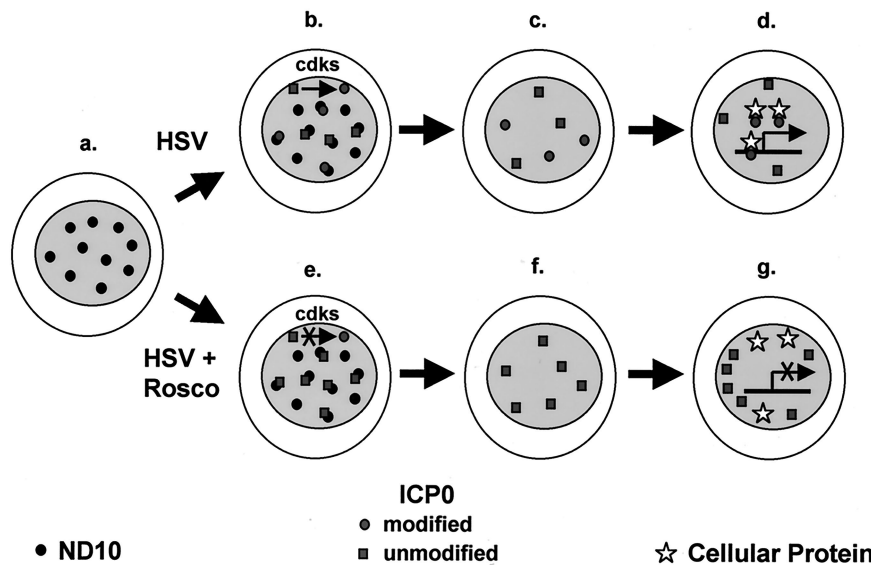 b.
c.
d.
cdks
a.
HSV
e.
f.
g.
cdks
HSV +
Rosco
ICP0
modified
ND10
unmodified
Cellular Protein